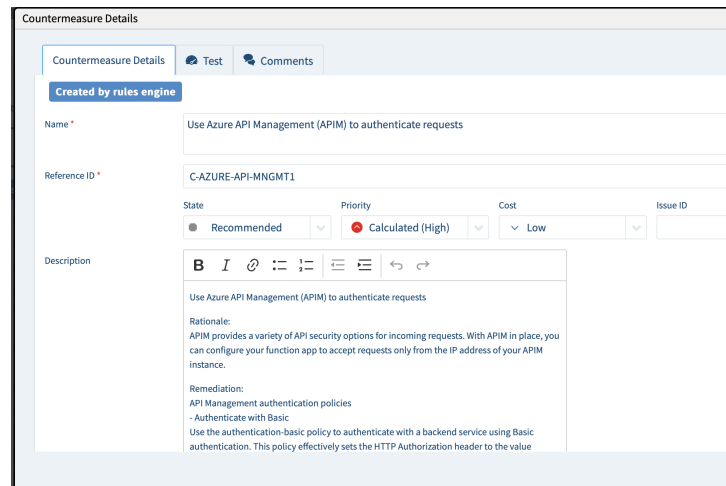 Countermeasure Details
Countermeasure Details
Test
Comments
Created by rules engine
Name *
Use Azure API Management (APIM) to authenticate requests
Reference ID *
C-AZURE-API-MNGMT1
State
Priority
Cost
Issue ID
Recommended
Calculated (High)
Low
Description
B I
Use Azure API Management (APIM) to authenticate requests
Rationale:
APIM provides a variety of API security options for incoming requests. With APIM in place, you
can configure your function app to accept requests only from the IP address of your APIM
instance.
Remediation:
API Management authentication policies
- Authenticate with Basic
Use the authentication-basic policy to authenticate with a backend service using Basic
authentication. This policy effectively sets the HTTP Authorization header to the value